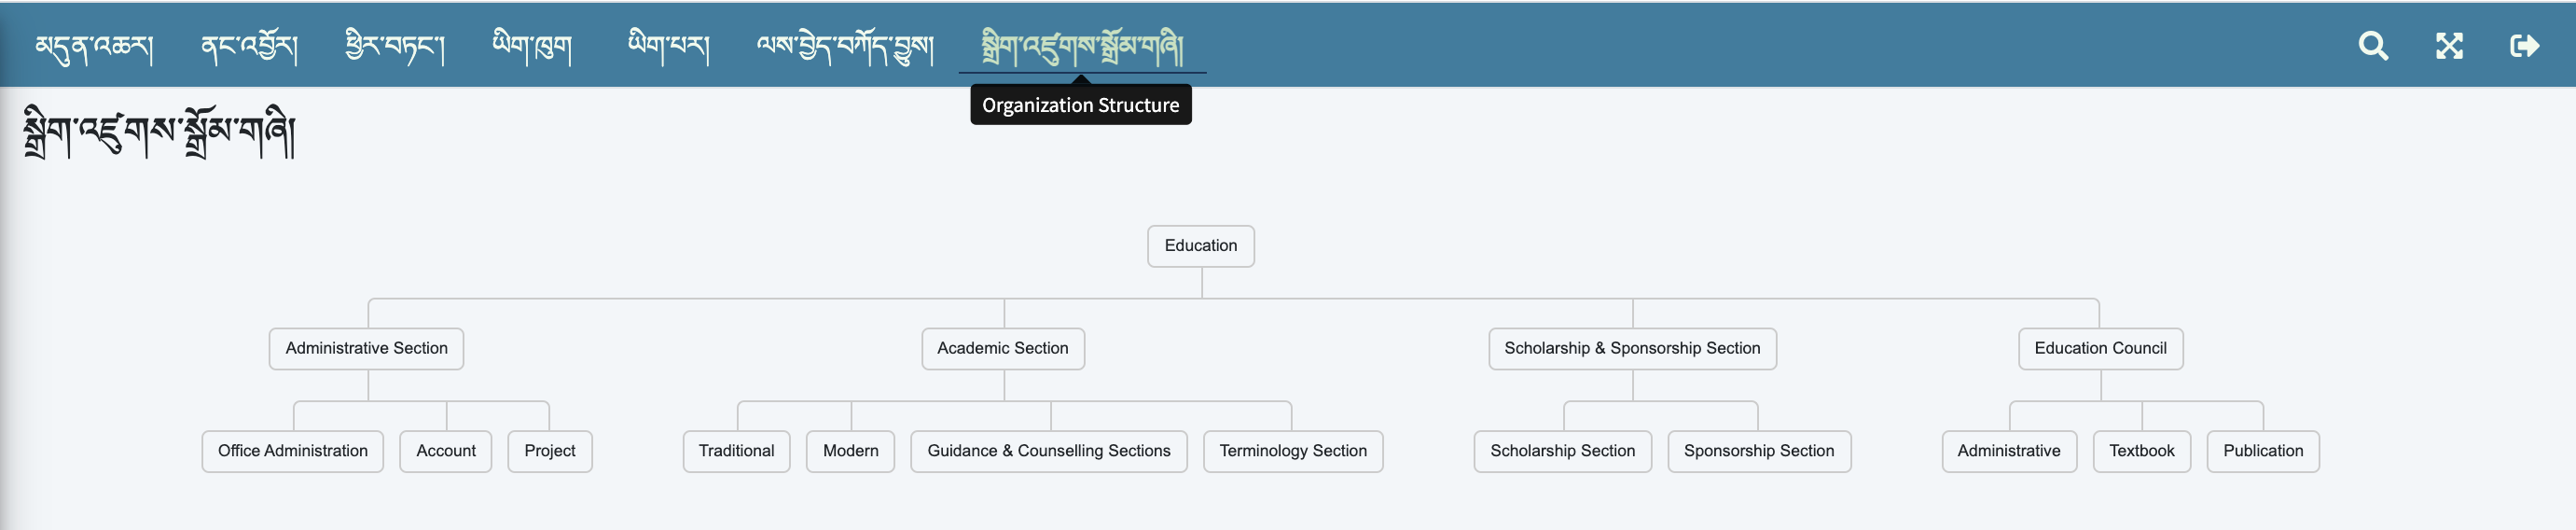 མདུན་འཆར།
ནང་འབྱོར།
ཕྱིར་བཏང་།
ཡིག་ཁུག
ཡིག་པར།
ལས་བྱེད་བཀོད་བྱུས།
སྒྲིག་འཛུགས་སྒྲོམ་གཞི།
Organization Structure
སྒྲིག་འཛུགས་སྒྲོམ་གཞི།
Education
Administrative Section
Academic Section
Scholarship & Sponsorship Section
Education Council
Office Administration
Account
Project
Traditional
Modern
Guidance & Counselling Sections
Terminology Section
Scholarship Section
Sponsorship Section
Administrative
Textbook
Publication